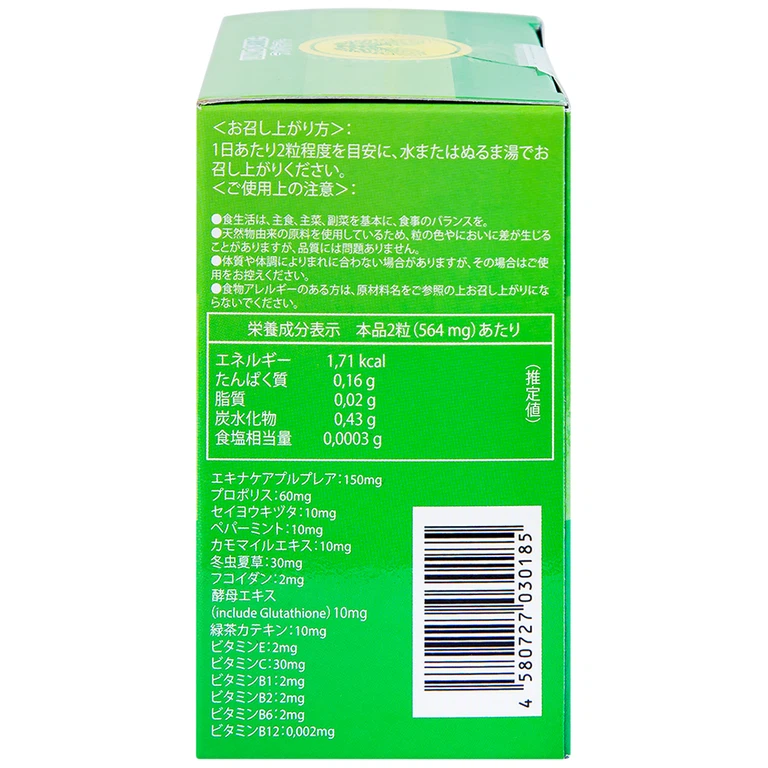 <お召し上がり方>：
1日あたり2粒程度を目安に、水またはぬるま湯でお
召し上がりください。
<ご使用上の注意>：
●食生活は、主食、主菜、副菜を基本に、食事のバランスを。
●天然物由来の原料を使用しているため、粒の色やにおいに差が生じる
ことがありますが、品質には問題ありません。
●体質や体調によりまれに合わない場合がありますが、その場合はご使用
をお控えください。
●食物アレルギーのある方は、原材料名をご参照の上お召し上がりにな
らないでください。
栄養成分表示 本品2粒(564 mg)あたり
エネルギー 1,71 kcal
たんぱく質 0,16 g
脂質 0,02 g
炭水化物 0,43 g
食塩相当量 0,0003 g
(推定値)
エキナケアプルプレア：150mg
プロポリス：60mg
セイヨウキヅタ：10mg
ペパーミント：10mg
カモマイルエキス：10mg
冬虫夏草：30mg
フコイダン：2mg
酵母エキス
(include Glutathione) 10mg
緑茶カテキン：10mg
ビタミンE：2mg
ビタミンC：30mg
ビタミンB1：2mg
ビタミンB2：2mg
ビタミンB6：2mg
ビタミンB12：0,002mg
4 580727 030185